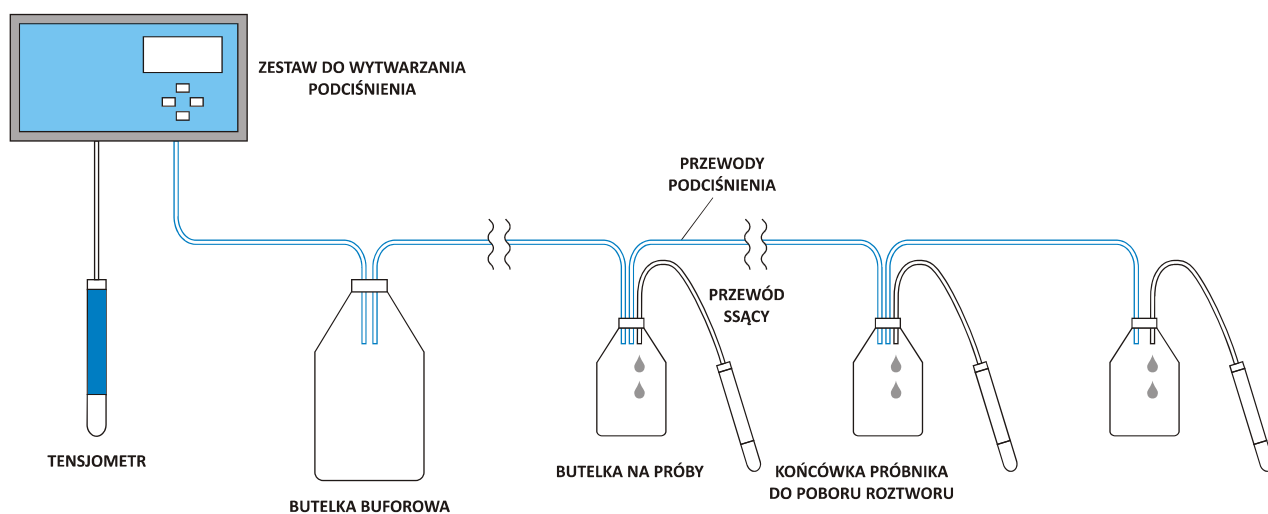 ZESTAW DO WYTWARZANIA
PODCIŚNIENIA
PRZEWODY
PODCIŚNIENIA
PRZEWÓD
SSĄCY
TENSJOMETR
BUTELKA BUFOROWA
BUTELKA NA PRÓBY
KOŃCÓWKA PRÓBNIKA
DO POBORU ROZTWORU